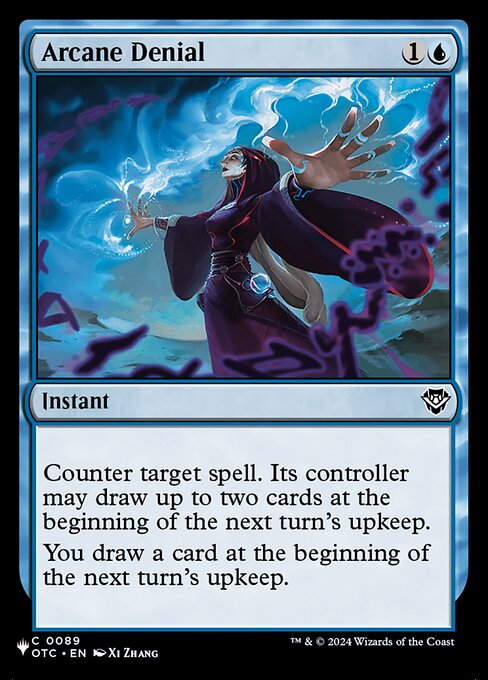 Arcane Denial 1
Instant
Counter target spell. Its controller
may draw up to two cards at the
beginning of the next turn's upkeep.
You draw a card at the beginning of
the next turn's upkeep.
C 0089
OTC • EN Xi Zhang
™ & © 2024 Wizards of the Coast